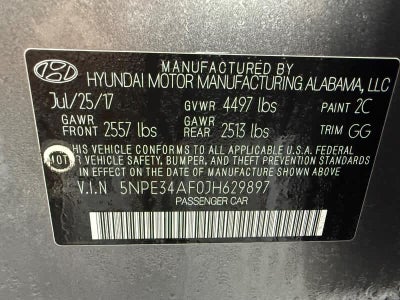 MANUFACTURED BY
HYUNDAI MOTOR MANUFACTURING ALABAMA, LLC
Jul/25/17 GVWR 4497 lbs PAINT 2C
GAWR GAWR
FRONT 2557 lbs REAR 2513 lbs TRIM GG
THIS VEHICLE CONFORMS TO ALL APPLICABLE U.S.A. FEDERAL
MOTOR VEHICLE SAFETY, BUMPER, AND THEFT PREVENTION
STANDARDS IN EFFECT ON THE DATE OF MANUFACTURE SHOWN ABOVE.
V.I.N 5NPE34AF0JH629897
PASSENGER CAR